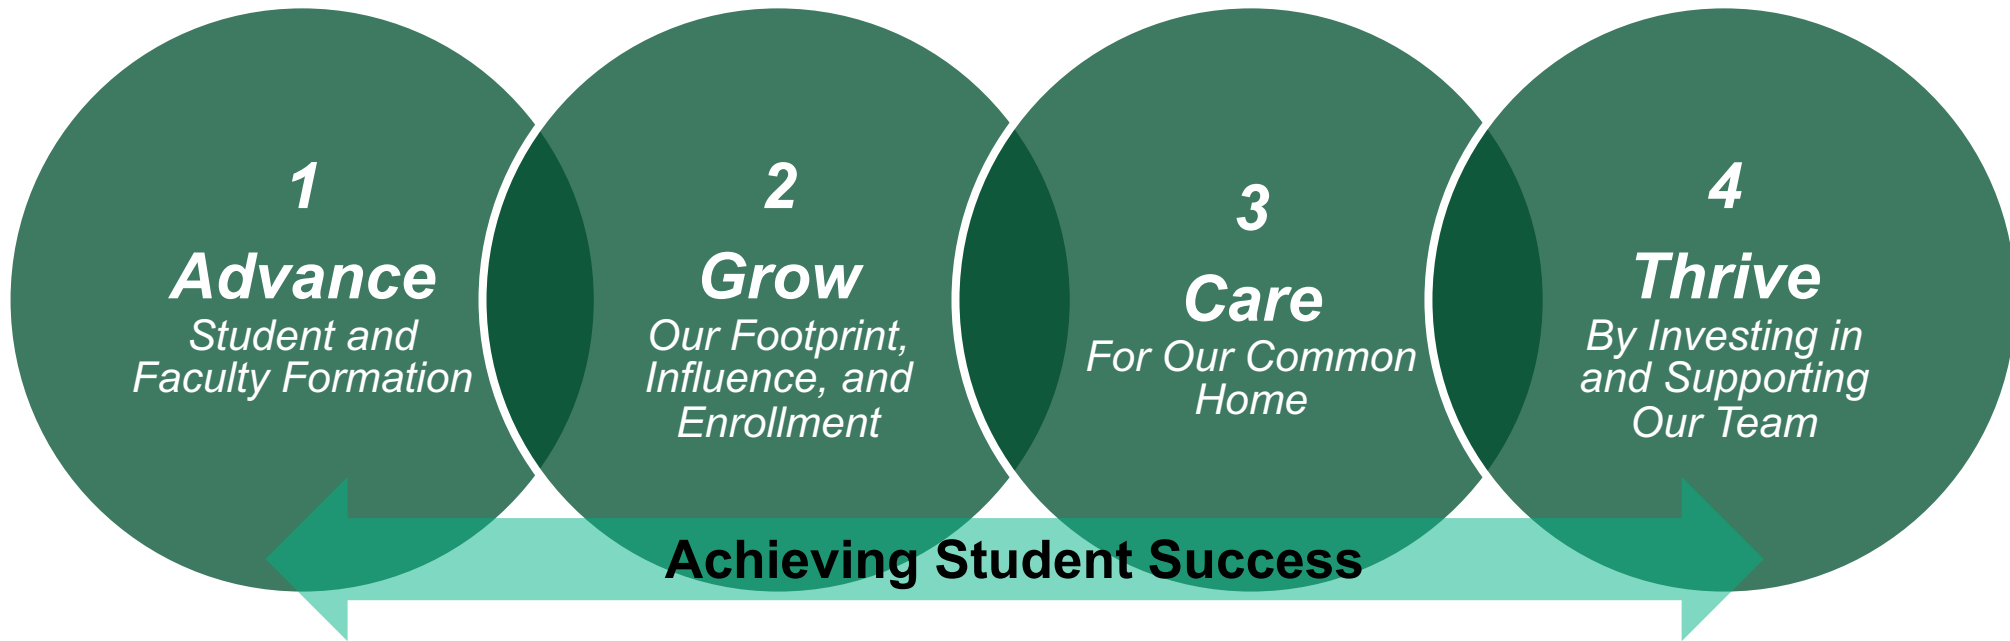 1
Advance
Student and
Faculty Formation
2
Grow
Our Footprint,
Influence, and
Enrollment
3
Care
For Our Common
Home
4
Thrive
By Investing in
and Supporting
Our Team
Achieving Student Success